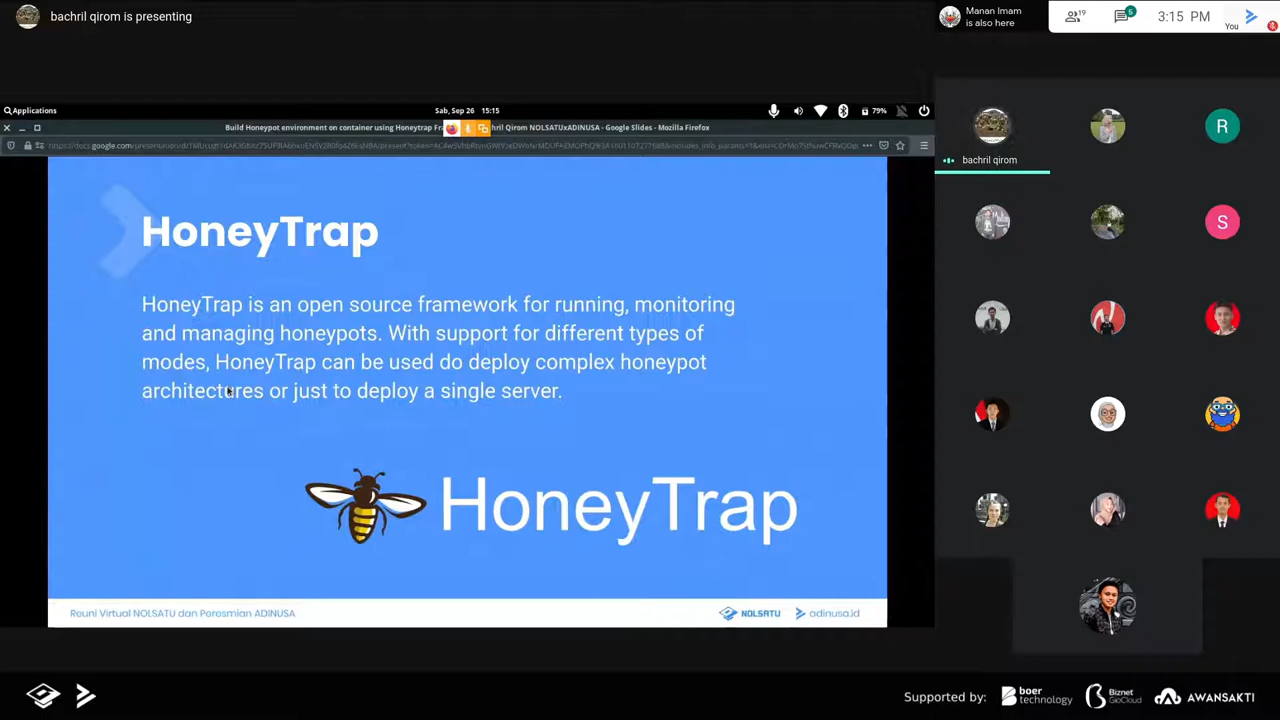 bachril qirom is presenting
Manan Imam
is also here
19
5
3:15 PM
You
Applications
Sab, Sep 26 15:15
79%
Build Honeypot environment on container using Honeytrap Fra
hril Qirom NOLSATUxADINUSA - Google Slides - Mozilla Firefox
HoneyTrap
HoneyTrap is an open source framework for running, monitoring
and managing honeypots. With support for different types of
modes, HoneyTrap can be used do deploy complex honeypot
architectures or just to deploy a single server.
HoneyTrap
Reuni Virtual NOLSATU dan Peresmian ADINUSA
NOLSATU
adinusa.id
bachril qirom
R
S
Supported by:
boer
technology
Biznet
GioCloud
AWANSAKTI